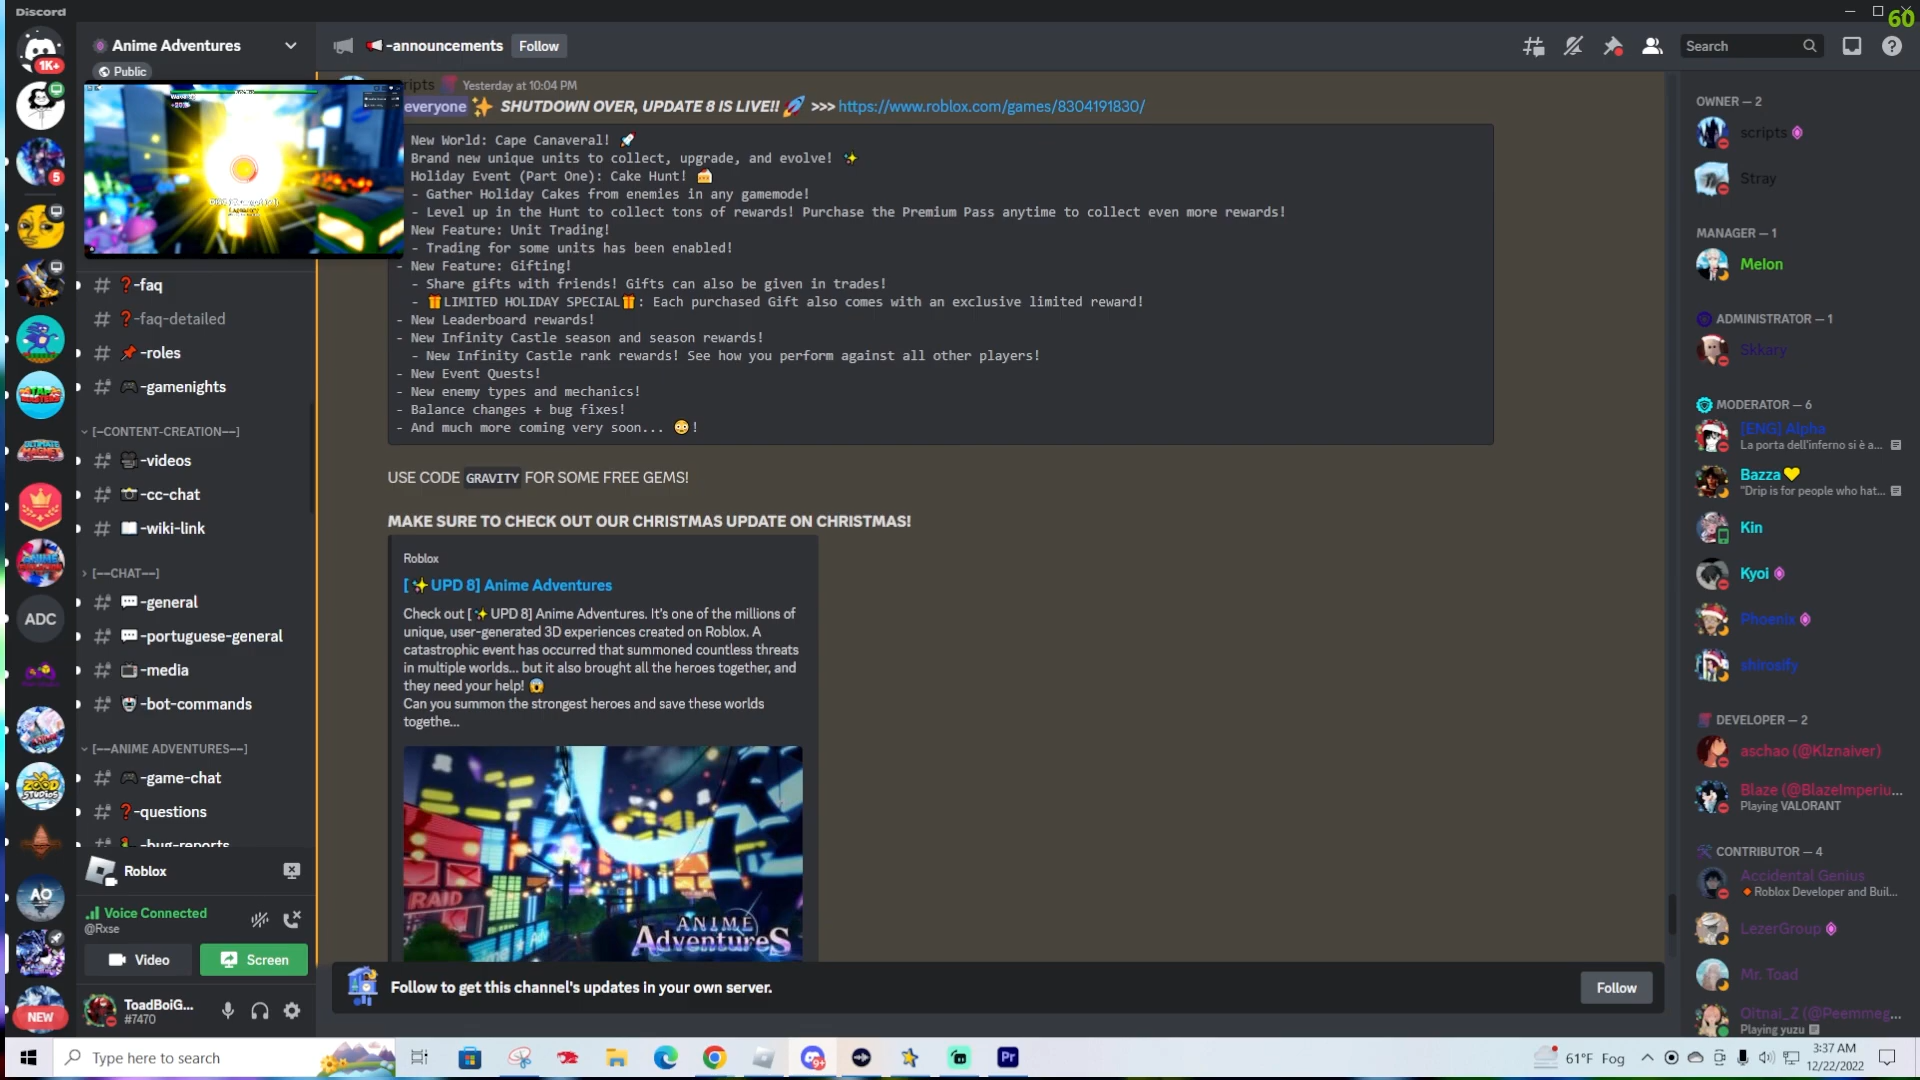 Discord
60
Anime Adventures
Public
-announcements
Follow
Search
1K+
5
ADC
AO
NEW
-faq
-faq-detailed
-roles
-gamenights
[--CONTENT-CREATION--]
-videos
-cc-chat
-wiki-link
[--CHAT--]
-general
-portuguese-general
-media
-bot-commands
[--ANIME ADVENTURES--]
-game-chat
-questions
-bug-reports
Roblox
Voice Connected
@Rxse
Video
Screen
ToadBoiG...
#7470
Yesterday at 10:04 PM
everyone ✨ SHUTDOWN OVER, UPDATE 8 IS LIVE!! 🚀 >>> https://www.roblox.com/games/8304191830/
New World: Cape Canaveral! 🚀
Brand new unique units to collect, upgrade, and evolve! ✨
Holiday Event (Part One): Cake Hunt! 🍰
- Gather Holiday Cakes from enemies in any gamemode!
- Level up in the Hunt to collect tons of rewards! Purchase the Premium Pass anytime to collect even more rewards!
New Feature: Unit Trading!
- Trading for some units has been enabled!
- New Feature: Gifting!
- Share gifts with friends! Gifts can also be given in trades!
- 🎁LIMITED HOLIDAY SPECIAL🎁: Each purchased Gift also comes with an exclusive limited reward!
- New Leaderboard rewards!
- New Infinity Castle season and season rewards!
- New Infinity Castle rank rewards! See how you perform against all other players!
- New Event Quests!
- New enemy types and mechanics!
- Balance changes + bug fixes!
- And much more coming very soon... 😳!
USE CODE GRAVITY FOR SOME FREE GEMS!
MAKE SURE TO CHECK OUT OUR CHRISTMAS UPDATE ON CHRISTMAS!
Roblox
[✨UPD 8] Anime Adventures
Check out [✨UPD 8] Anime Adventures. It's one of the millions of
unique, user-generated 3D experiences created on Roblox. A
catastrophic event has occurred that summoned countless threats
in multiple worlds... but it also brought all the heroes together, and
they need your help! 😱
Can you summon the strongest heroes and save these worlds
togethe...
RAID
ANIME
AdventureS
Follow to get this channel's updates in your own server.
Follow
OWNER — 2
scripts
Stray
MANAGER — 1
Melon
ADMINISTRATOR — 1
Skkary
MODERATOR — 6
[ENG] Alpha
La porta dell'inferno si è a...
Bazza💛
"Drip is for people who hat...
Kin
Kyoi
Phoenix
shirosify
DEVELOPER — 2
aschao (@Klznaiver)
Blaze (@BlazeImperiu...
Playing VALORANT
CONTRIBUTOR — 4
Accidental Genius
Roblox Developer and Buil...
LezerGroup
Mr. Toad
Oitnai_Z (@Peemmeg...
Playing yuzu
Type here to search
Pr
61°F Fog
3:37 AM
12/22/2022